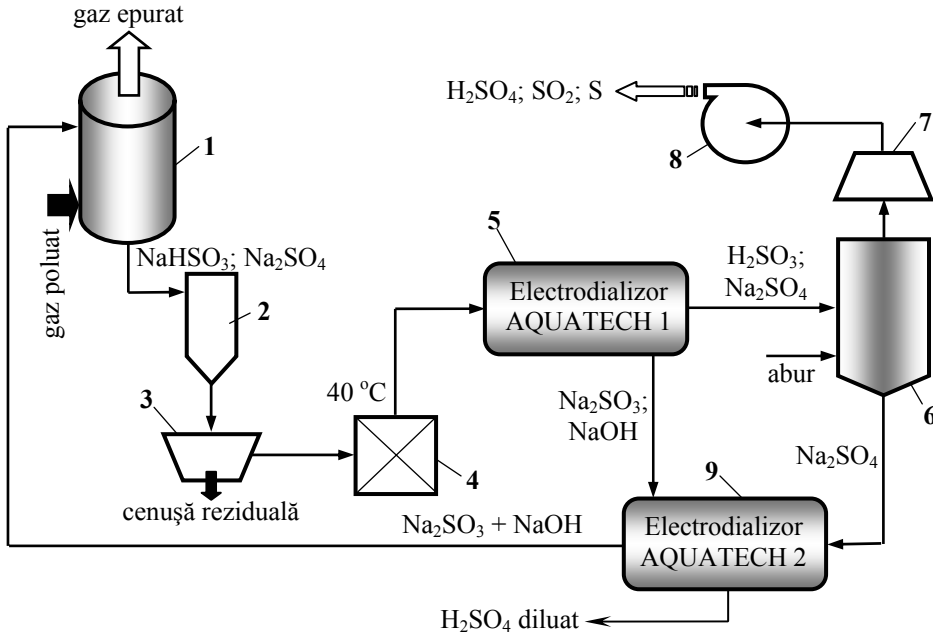 gaz epurat
H₂SO₄; SO₂; S
7
8
1
gaz poluat
NaHSO₃; Na₂SO₄
5
Electrodializor
AQUATECH 1
H₂SO₃;
Na₂SO₄
2
abur
6
40 °C
3
4
Na₂SO₃;
NaOH
Na₂SO₄
cenuşă reziduală
9
Na₂SO₃ + NaOH
Electrodializor
AQUATECH 2
H₂SO₄ diluat